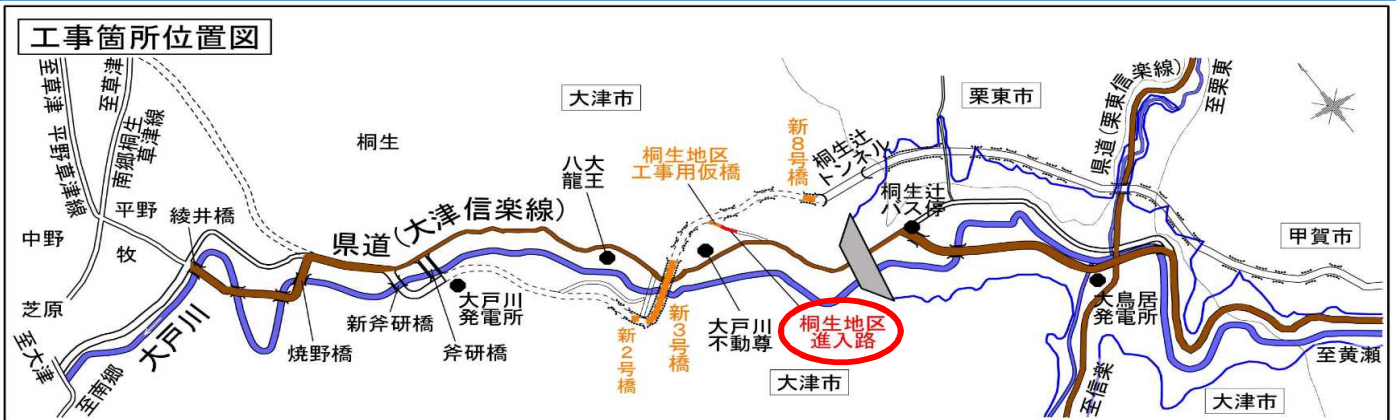 工事箇所位置図
至草津 平野草津線
至草津
南郷桐生
草津線
中野
平野
牧
芝原
至大津
至南郷
綾井橋
大戸川
焼野橋
桐生
県道(大津信楽線)
新斧研橋
斧研橋
大戸川
発電所
大津市
八大
龍王
新2号橋
新3号橋
桐生地区
工事用仮橋
大戸川
不動尊
新8号橋
桐生辻
トンネル
桐生地区
進入路
大津市
桐生辻
バス停
栗東市
県道(栗東信楽線)
至栗東
大鳥居
発電所
至信楽
甲賀市
至黄瀬
大津市